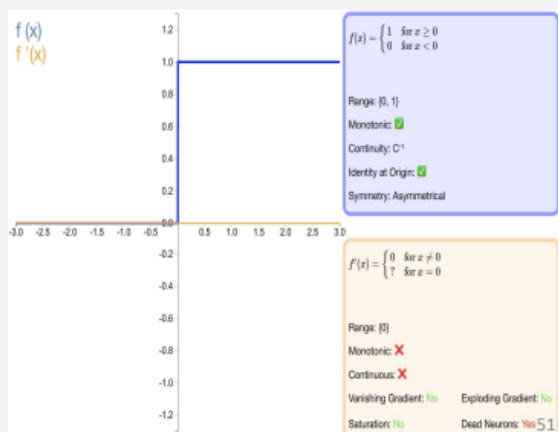 f (x)
f '(x)
1.2
1.0
0.8
0.6
0.4
0.2
0.0
-3.0 -2.5 -2.0 -1.5 -1.0 -0.5 0.5 1.0 1.5 2.0 2.5 3.0
-0.2
-0.4
-0.6
-0.8
-1.0
-1.2
f(x) = { 1 for x ≥ 0
0 for x < 0
Range: {0, 1}
Monotonic: ✅
Continuity: C⁻¹
Identity at Origin: ✅
Symmetry: Asymmetrical
f'(x) = { 0 for x ≠ 0
? for x = 0
Range: {0}
Monotonic: ❌
Continuous: ❌
Vanishing Gradient: No Exploding Gradient: No
Saturation: No Dead Neurons: Yes 51